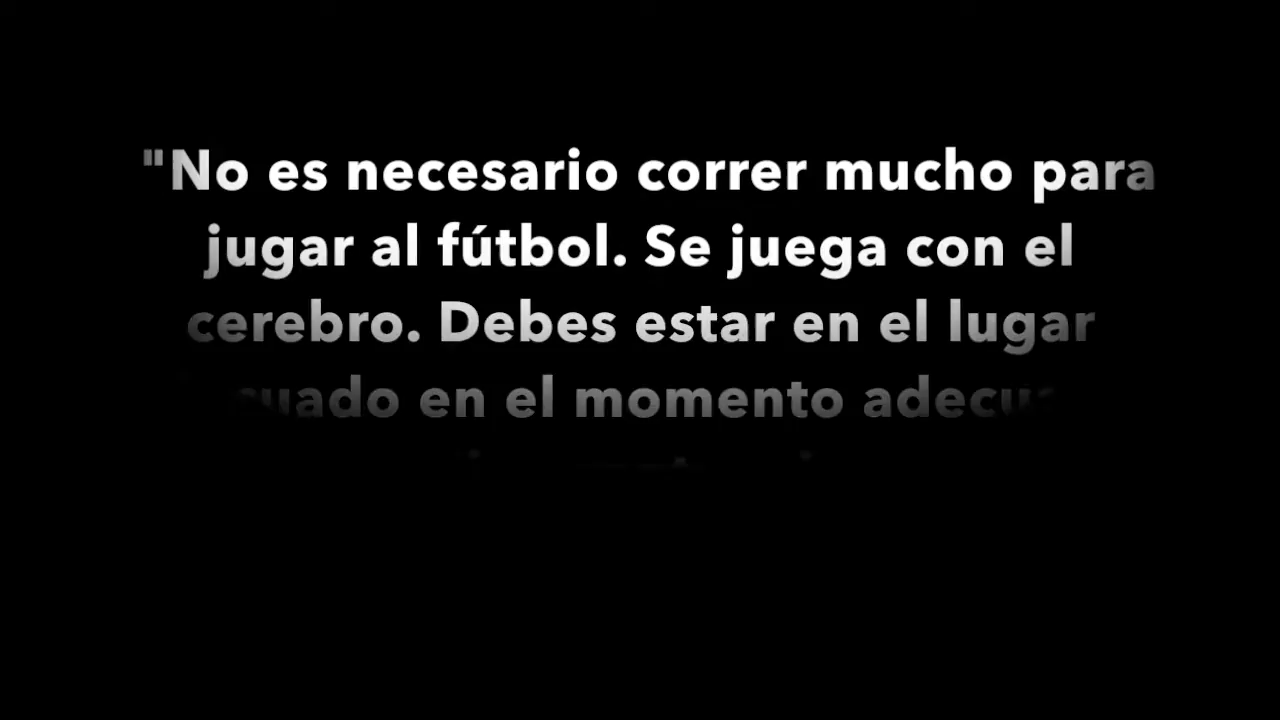 "No es necesario correr mucho para
jugar al fútbol. Se juega con el
cerebro. Debes estar en el lugar
en el momento